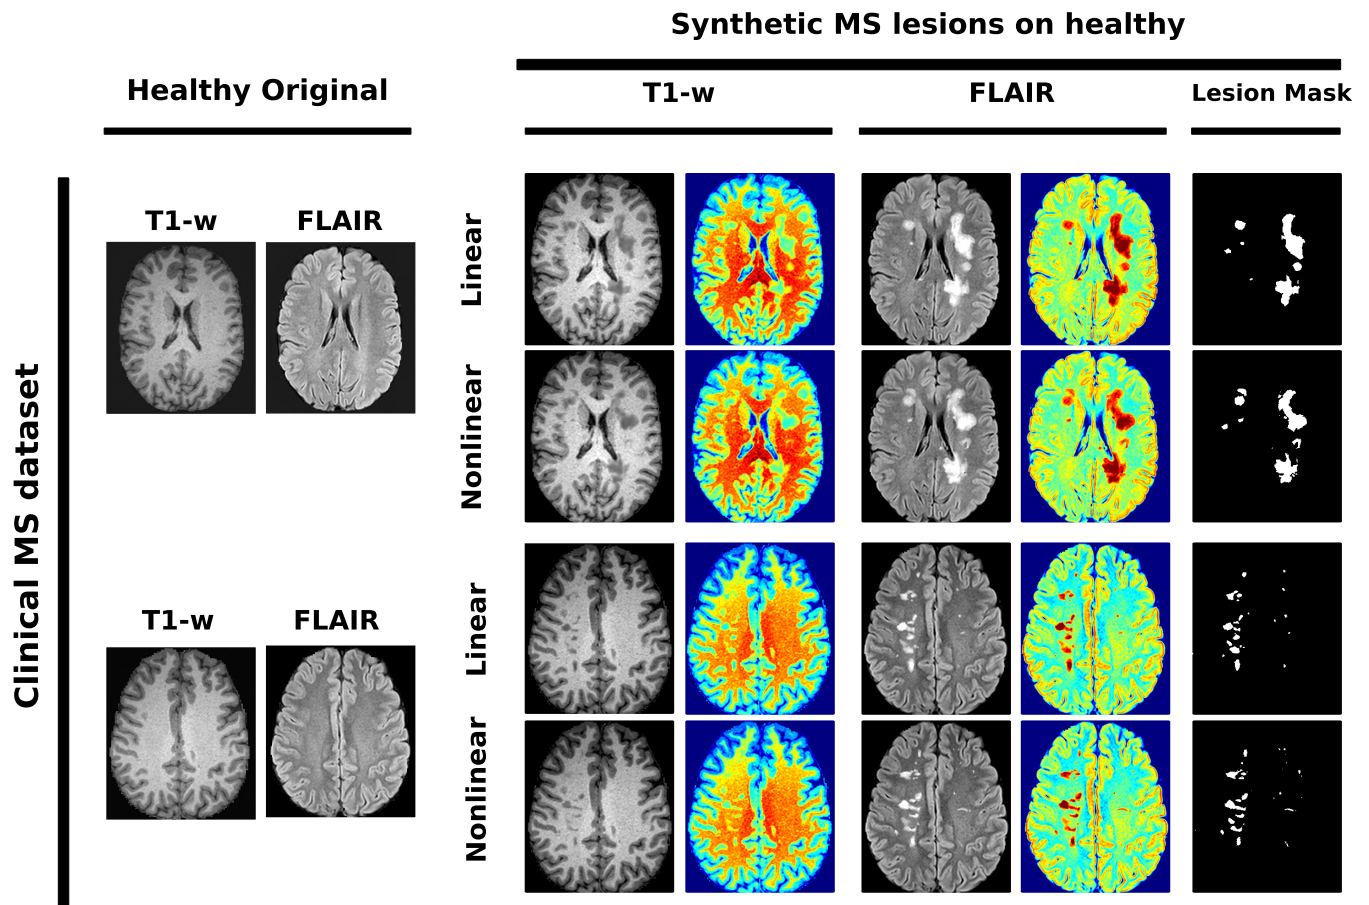 Synthetic MS lesions on healthy
Healthy Original
T1-w
FLAIR
Lesion Mask
Clinical MS dataset
T1-w
FLAIR
Linear
Nonlinear
T1-w
FLAIR
Linear
Nonlinear